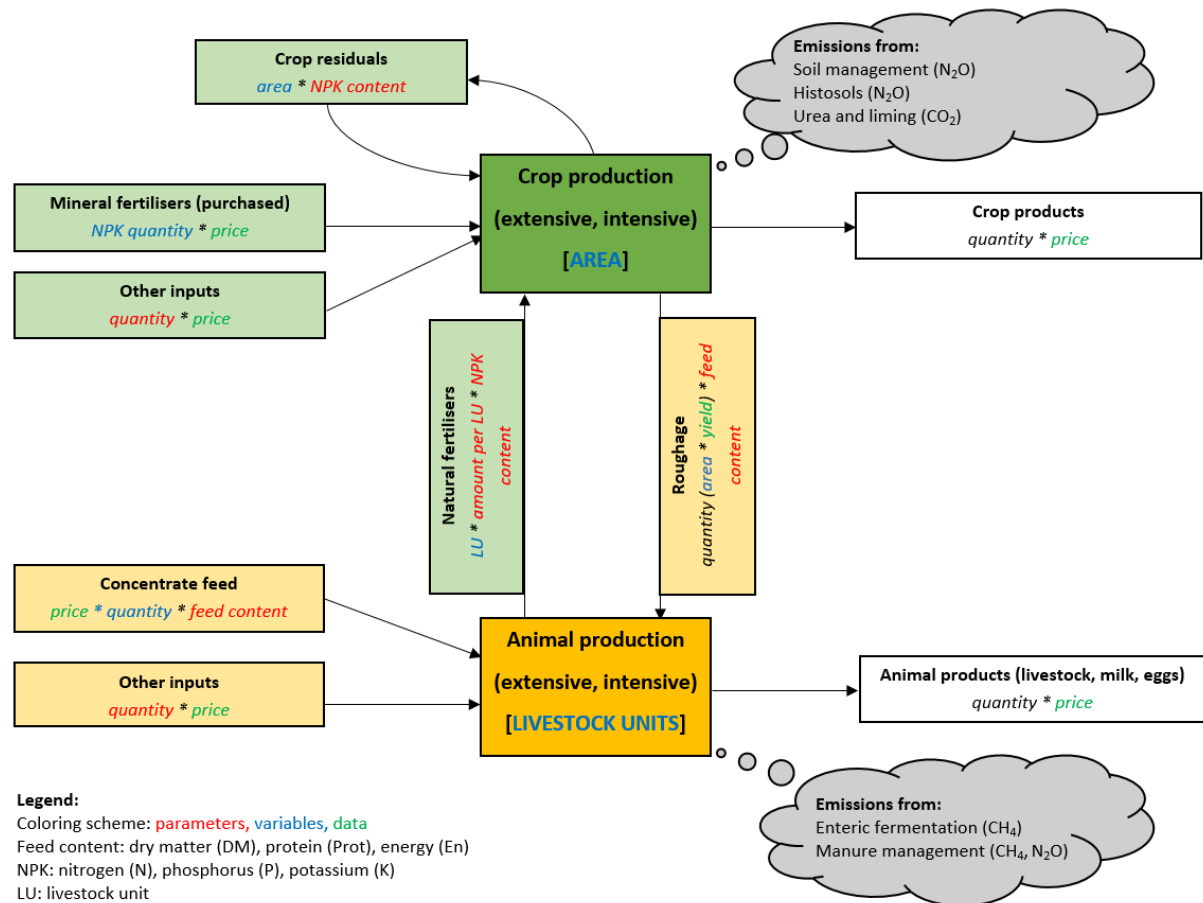 Crop residuals
area * NPK content
Emissions from:
Soil management (N₂O)
Histosols (N₂O)
Urea and liming (CO₂)
Mineral fertilisers (purchased)
NPK quantity * price
Other inputs
quantity * price
Crop production
(extensive, intensive)
[AREA]
Crop products
quantity * price
Natural fertilisers
LU * amount per LU * NPK
content
Roughage
quantity (area * yield) * feed
content
Concentrate feed
price * quantity * feed content
Other inputs
quantity * price
Animal production
(extensive, intensive)
[LIVESTOCK UNITS]
Animal products (livestock, milk, eggs)
quantity * price
Emissions from:
Enteric fermentation (CH₄)
Manure management (CH₄, N₂O)
Legend:
Coloring scheme: parameters, variables, data
Feed content: dry matter (DM), protein (Prot), energy (En)
NPK: nitrogen (N), phosphorus (P), potassium (K)
LU: livestock unit